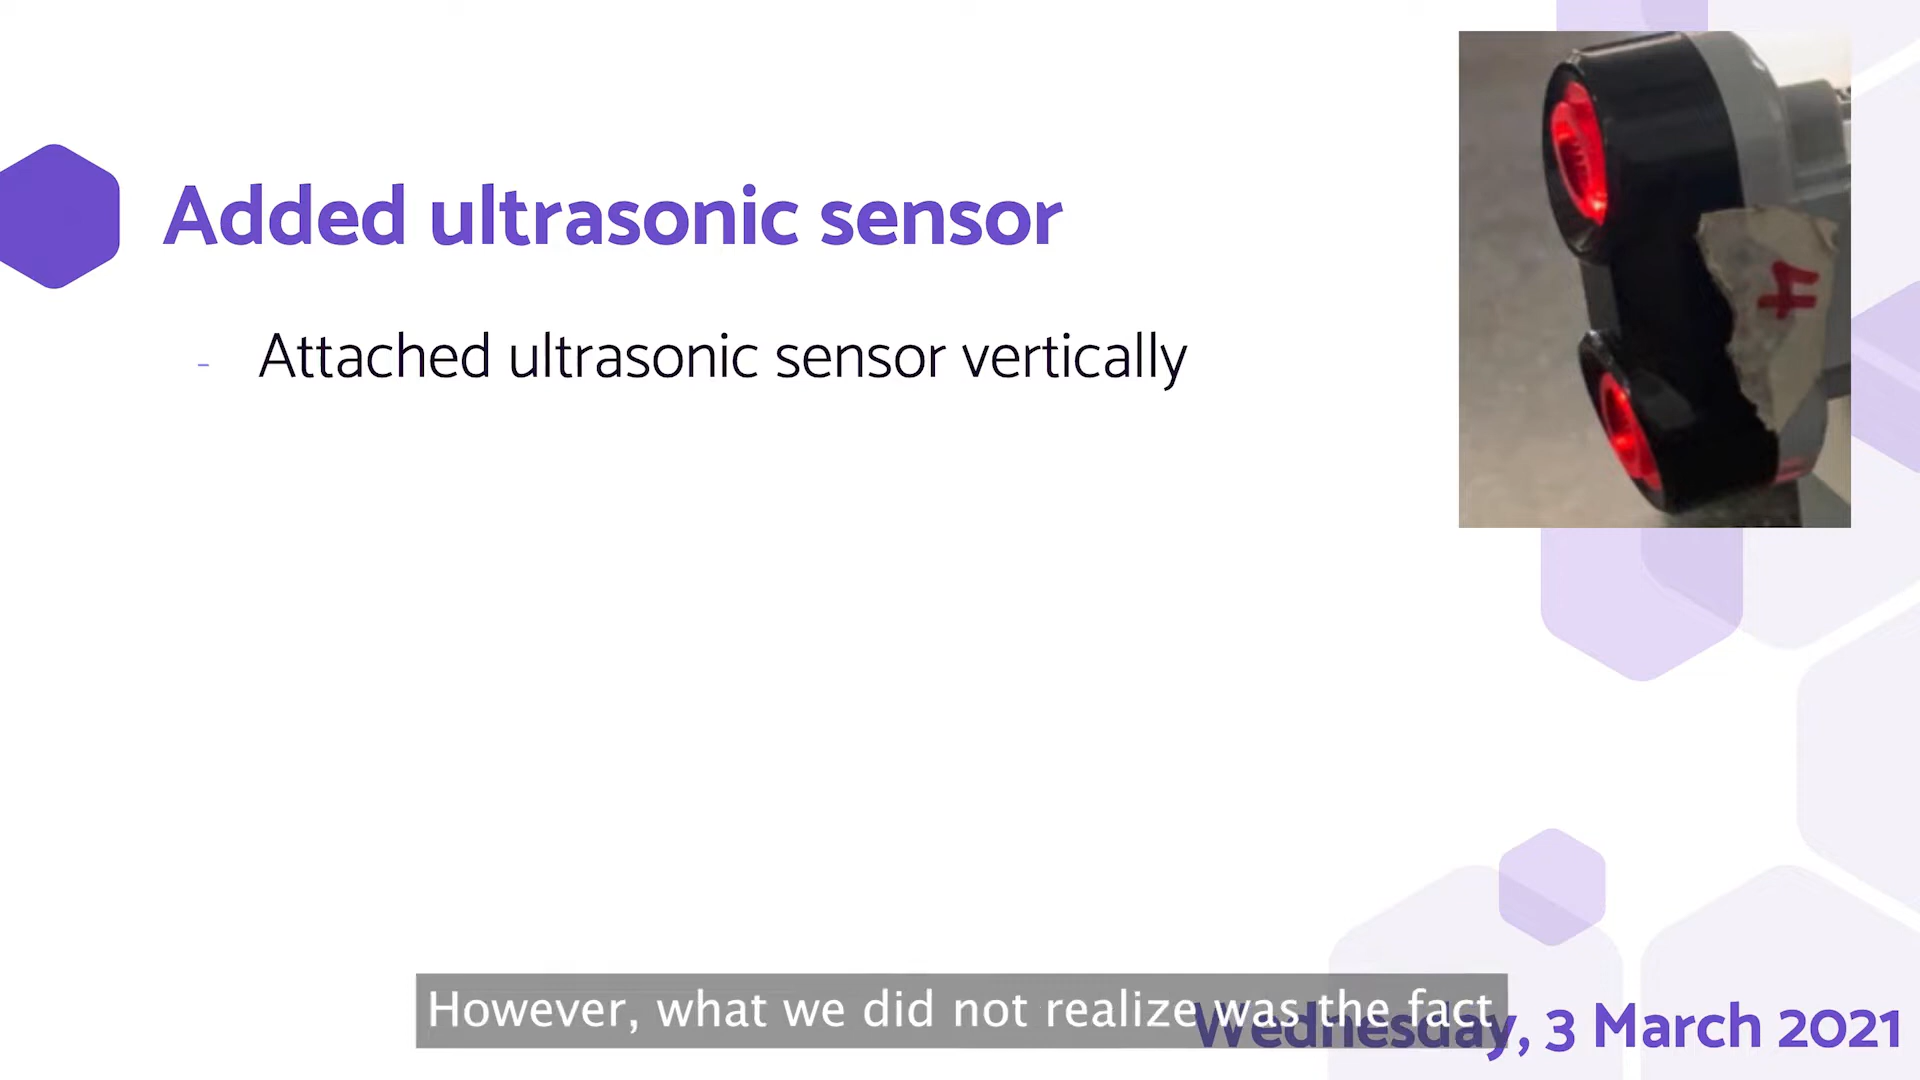 Added ultrasonic sensor
- Attached ultrasonic sensor vertically
4
However, what we did not realize was the fact
Wednesday, 3 March 2021